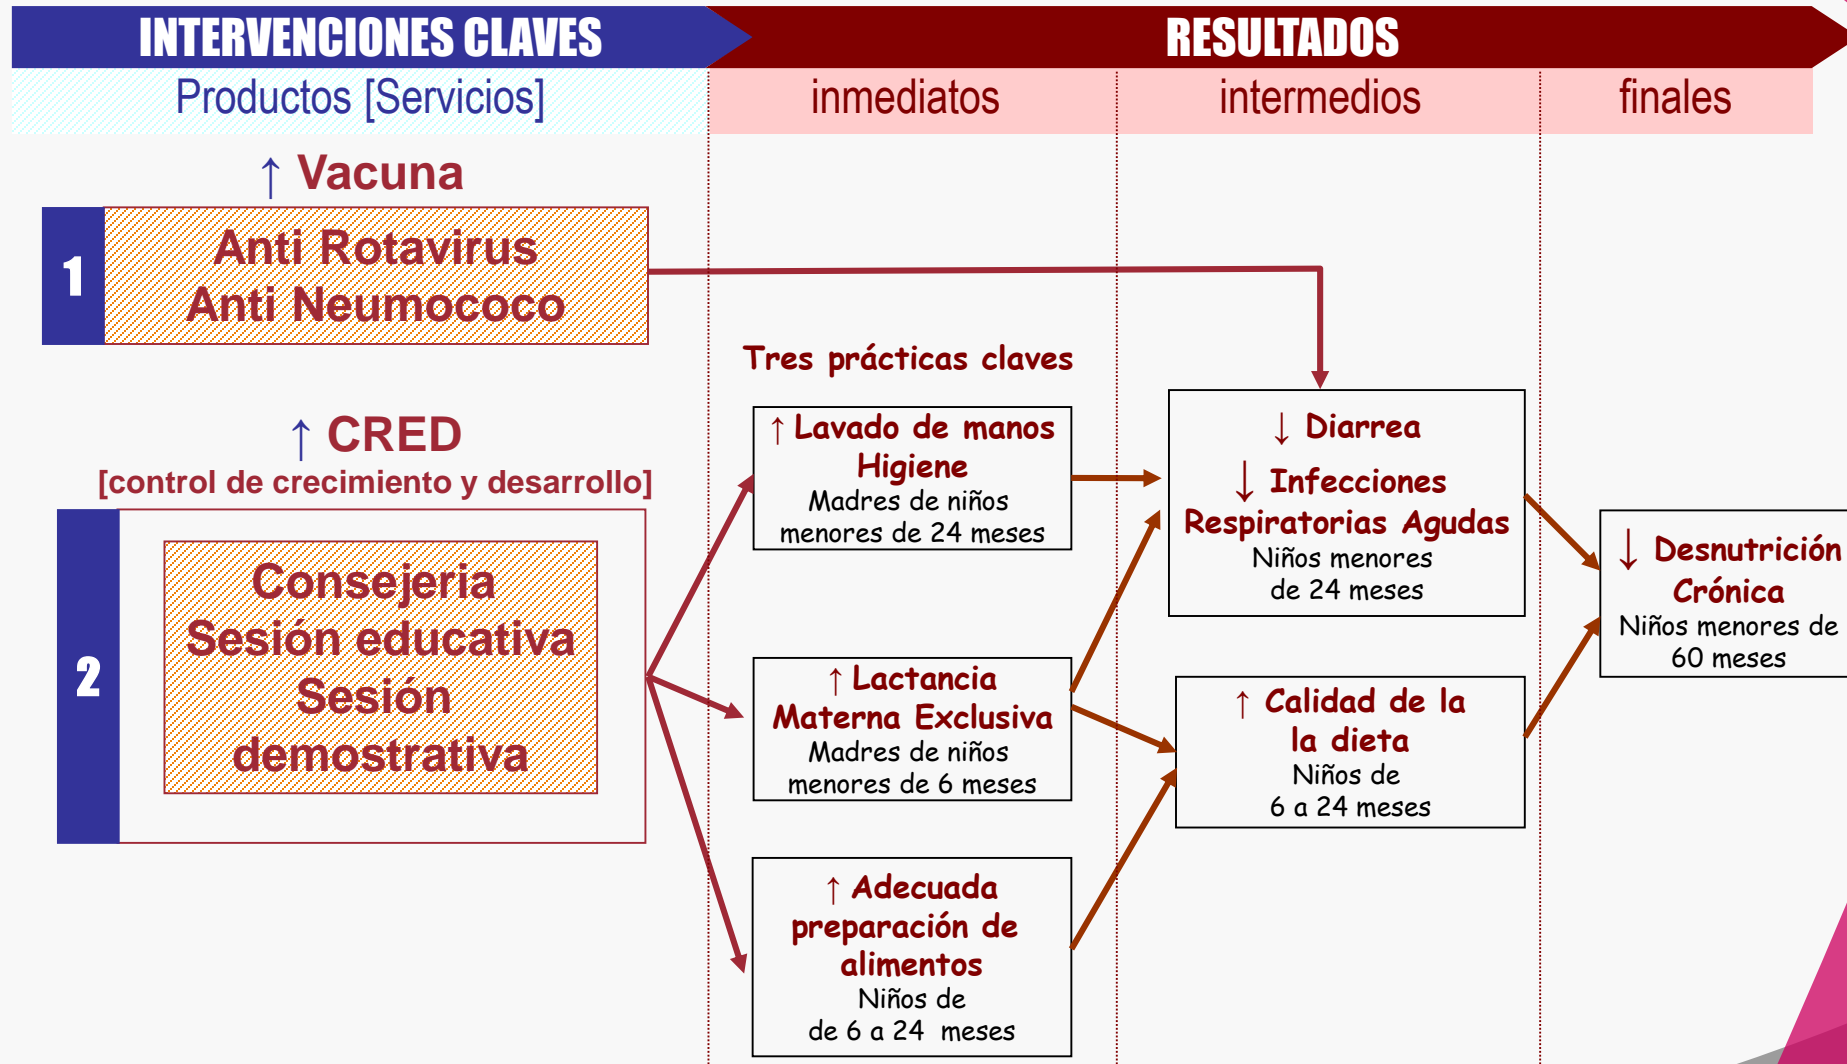 INTERVENCIONES CLAVES
RESULTADOS
Productos [Servicios]
inmediatos
intermedios
finales
↑ Vacuna
1
Anti Rotavirus
Anti Neumococo
Tres prácticas claves
↑ CRED
[control de crecimiento y desarrollo]
2
Consejeria
Sesión educativa
Sesión
demostrativa
↑ Lavado de manos
Higiene
Madres de niños
menores de 24 meses
↑ Lactancia
Materna Exclusiva
Madres de niños
menores de 6 meses
↑ Adecuada
preparación de
alimentos
Niños de
de 6 a 24 meses
↓ Diarrea
↓ Infecciones
Respiratorias Agudas
Niños menores
de 24 meses
↑ Calidad de la
la dieta
Niños de
6 a 24 meses
↓ Desnutrición
Crónica
Niños menores de
60 meses